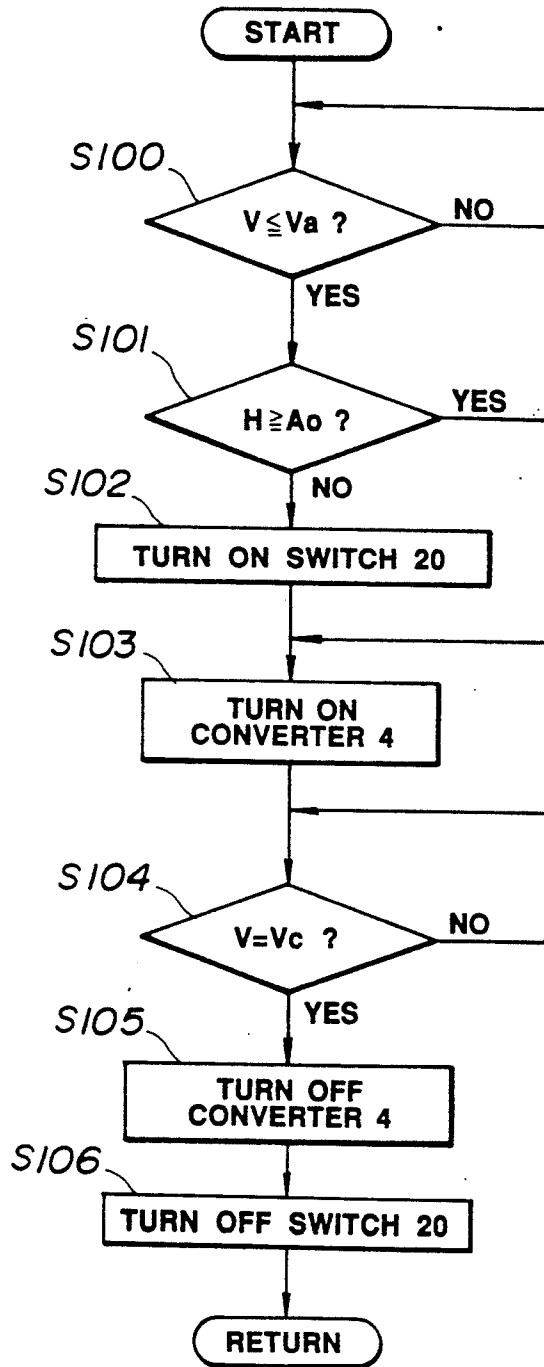 START
S100
V≦Va ?
NO
YES
S101
H≧Ao ?
YES
NO
S102
TURN ON SWITCH 20
S103
TURN ON
CONVERTER 4
S104
V=Vc ?
NO
YES
S105
TURN OFF
CONVERTER 4
S106
TURN OFF SWITCH 20
RETURN